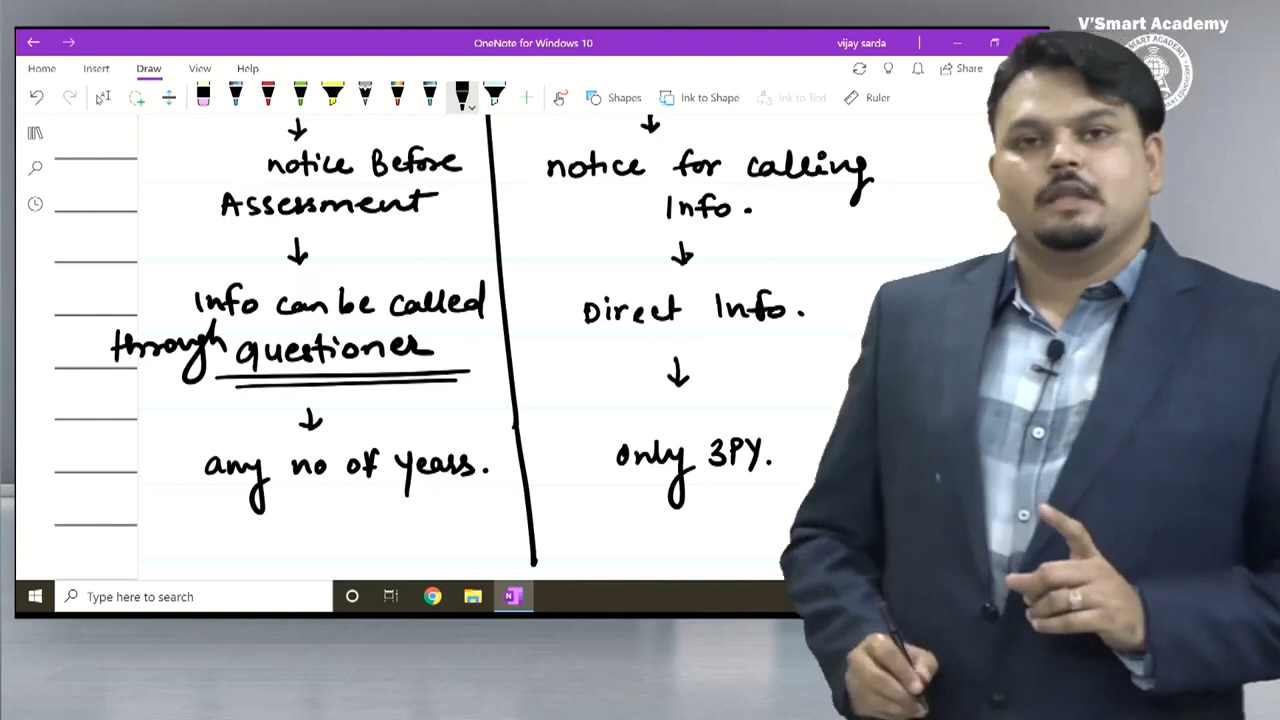 V'Smart Academy
OneNote for Windows 10
vijay sarda
Home Insert Draw View Help
Share
Shapes Ink to Shape Ink to Text Ruler
notice Before
Assessment
Info can be called
through questioner
any no of years.
notice for calling
Info.
Direct Info.
only 3PY.
Type here to search